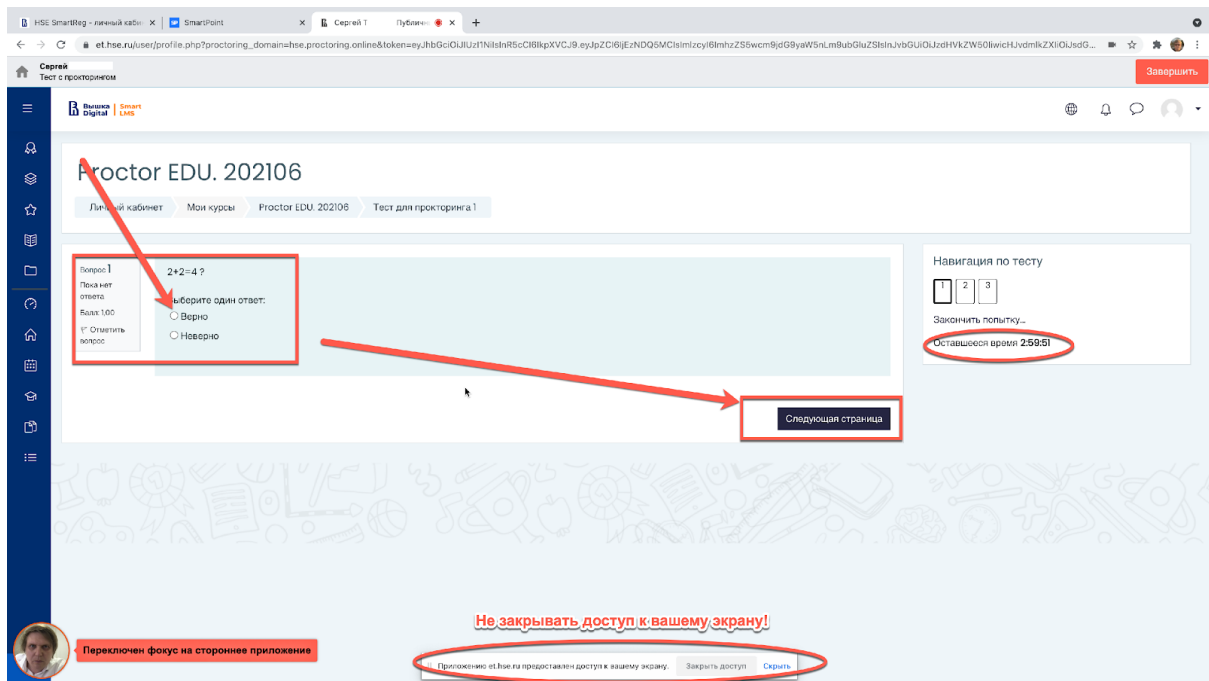 HSE SmartReg - личный кабин
SmartPoint
Сергей Т
Публичн
et.hse.ru/user/profile.php?proctoring_domain=hse.proctoring.online&token=
Сергей
Тест с прокторингом
Завершить
Вышка Digital
Smart LMS
Proctor EDU. 202106
Личный кабинет
Мои курсы
Proctor EDU. 202106
Тест для прокторинга 1
Вопрос 1
Пока нет
ответа
Балл: 1,00
Отметить
вопрос
2+2=4 ?
Выберите один ответ:
Верно
Неверно
Следующая страница
Навигация по тесту
1 2 3
Закончить попытку...
Оставшееся время 2:59:51
Не закрывать доступ к вашему экрану!
Переключен фокус на стороннее приложение
Приложению et.hse.ru предоставлен доступ к вашему экрану.
Закрыть доступ
Скрыть